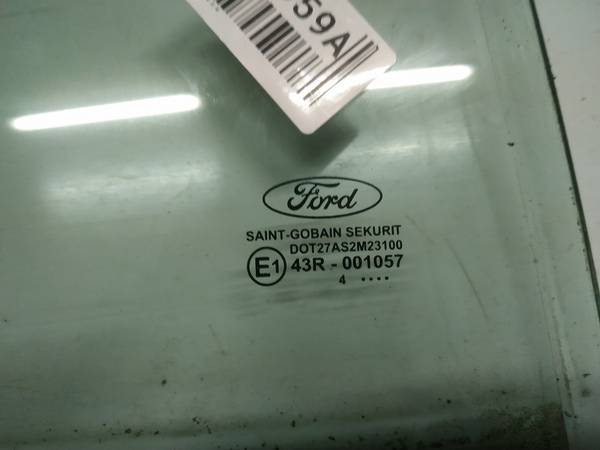 59A
Ford
SAINT-GOBAIN SEKURIT
DOT27AS2M23100
E1 43R - 001057
4 ....